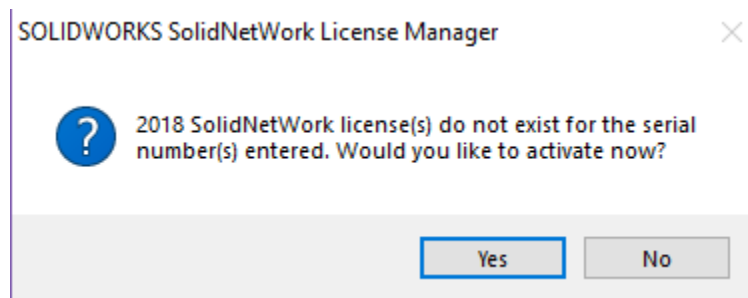 SOLIDWORKS SolidNetWork License Manager
2018 SolidNetWork license(s) do not exist for the serial
number(s) entered. Would you like to activate now?
Yes
No